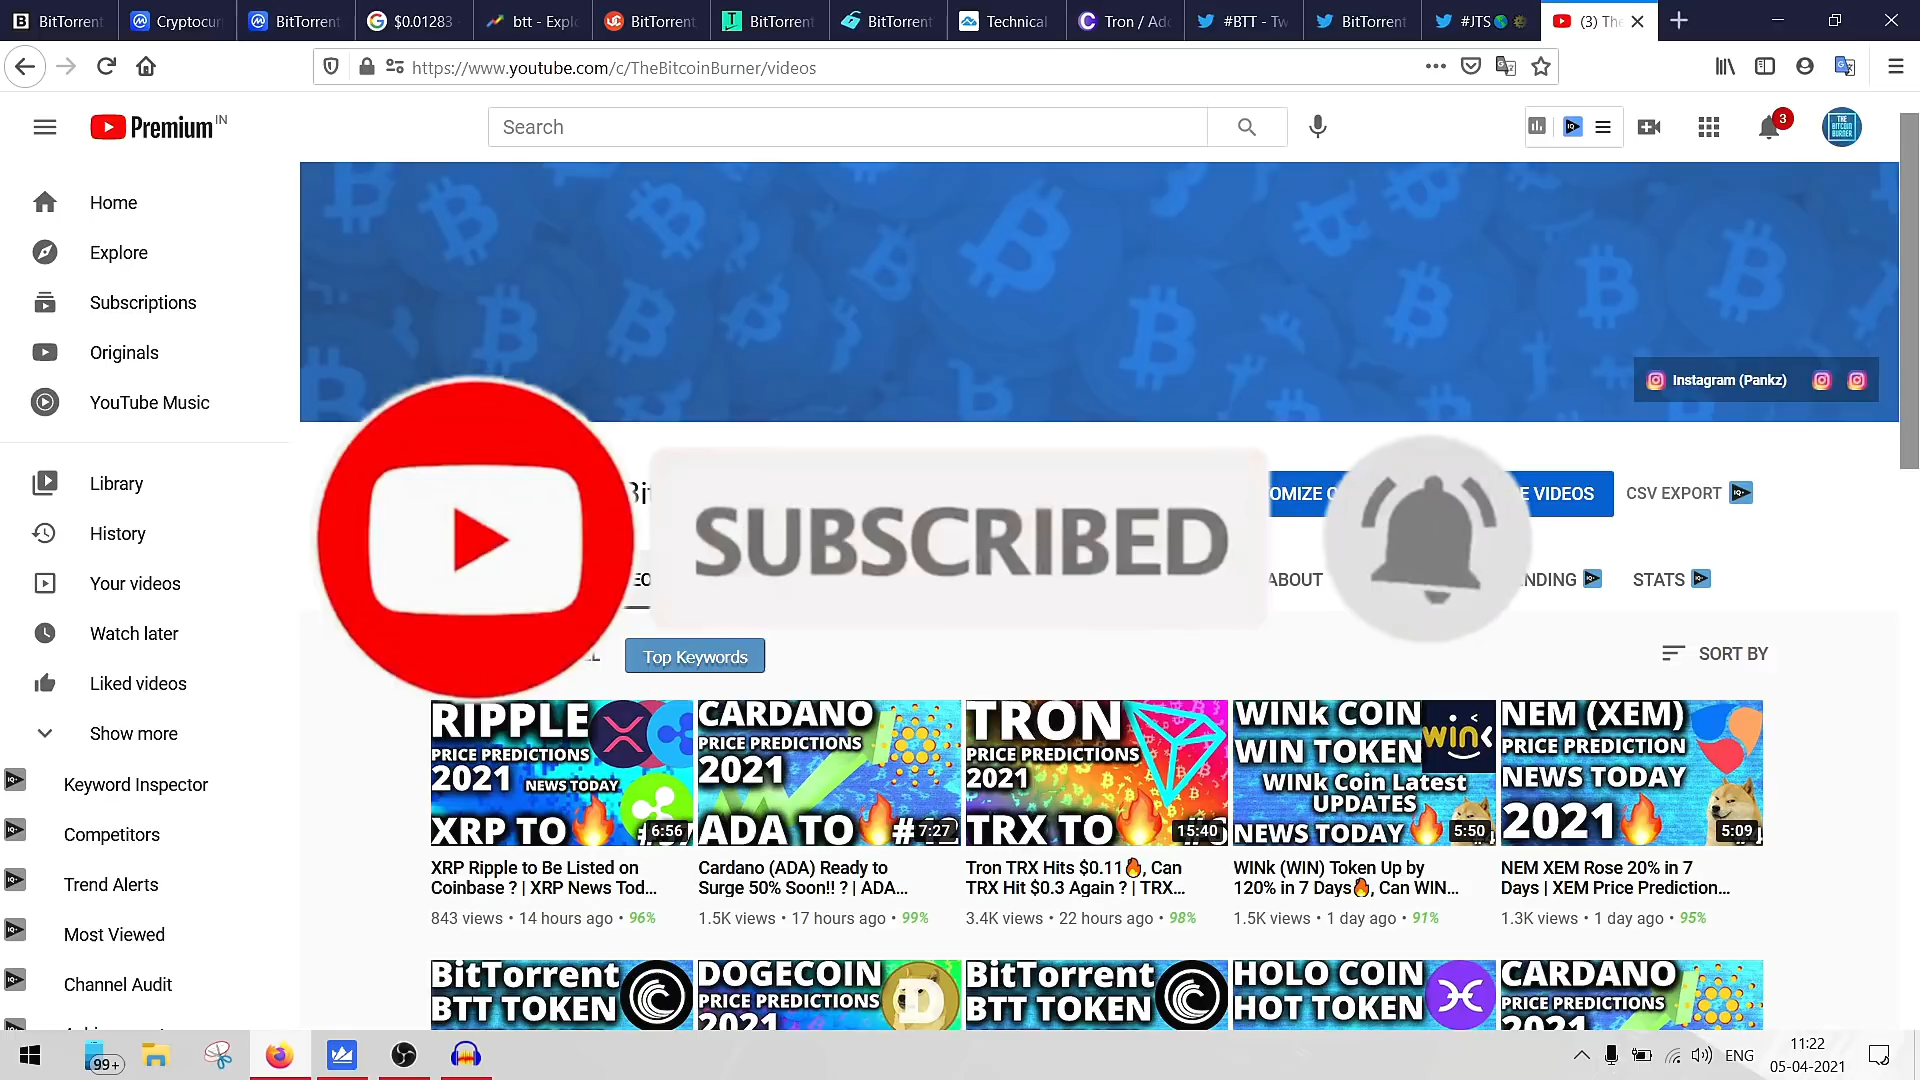 BitTorrent
Cryptocur
BitTorrent
$0.01283
btt - Explo
BitTorrent
BitTorrent
BitTorrent
Technical
Tron / Ad
#BTT - Tw
BitTorrent
#JTS
(3) The
https://www.youtube.com/c/TheBitcoinBurner/videos
Premium IN
Search
3
THE BITCOIN BURNER
Home
Explore
Subscriptions
Originals
YouTube Music
Library
History
Your videos
Watch later
Liked videos
Show more
Keyword Inspector
Competitors
Trend Alerts
Most Viewed
Channel Audit
Instagram (Pankz)
SUBSCRIBED
OMIZE C
E VIDEOS
CSV EXPORT
ABOUT
NDING
STATS
Top Keywords
SORT BY
RIPPLE
PRICE PREDICTIONS
2021 NEWS TODAY
XRP TO
6:56
XRP Ripple to Be Listed on
Coinbase ? | XRP News Tod...
843 views • 14 hours ago • 96%
CARDANO
PRICE PREDICTIONS
2021
ADA TO
7:27
Cardano (ADA) Ready to
Surge 50% Soon!! ? | ADA...
1.5K views • 17 hours ago • 99%
TRON
PRICE PREDICTIONS
2021
TRX TO
15:40
Tron TRX Hits $0.11🔥, Can
TRX Hit $0.3 Again ? | TRX...
3.4K views • 22 hours ago • 98%
WINk COIN
WIN TOKEN
wink
WINk Coin Latest
UPDATES
NEWS TODAY
5:50
WINk (WIN) Token Up by
120% in 7 Days🔥, Can WIN...
1.5K views • 1 day ago • 91%
NEM (XEM)
PRICE PREDICTION
NEWS TODAY
2021
5:09
NEM XEM Rose 20% in 7
Days | XEM Price Prediction...
1.3K views • 1 day ago • 95%
BitTorrent
BTT TOKEN
DOGECOIN
PRICE PREDICTIONS
2021
BitTorrent
BTT TOKEN
HOLO COIN
HOT TOKEN
CARDANO
PRICE PREDICTIONS
2021
99+
ENG
11:22
05-04-2021